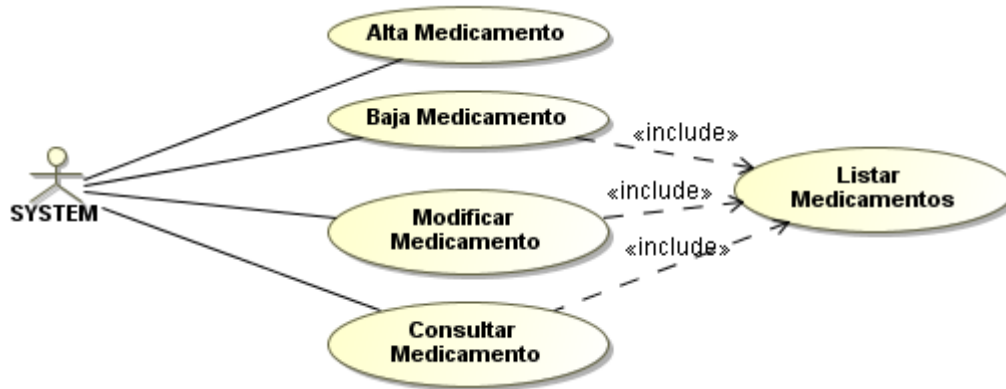 Alta Medicamento
Baja Medicamento
«include»
Listar
Medicamentos
«include»
SYSTEM
Modificar
Medicamento
«include»
Consultar
Medicamento